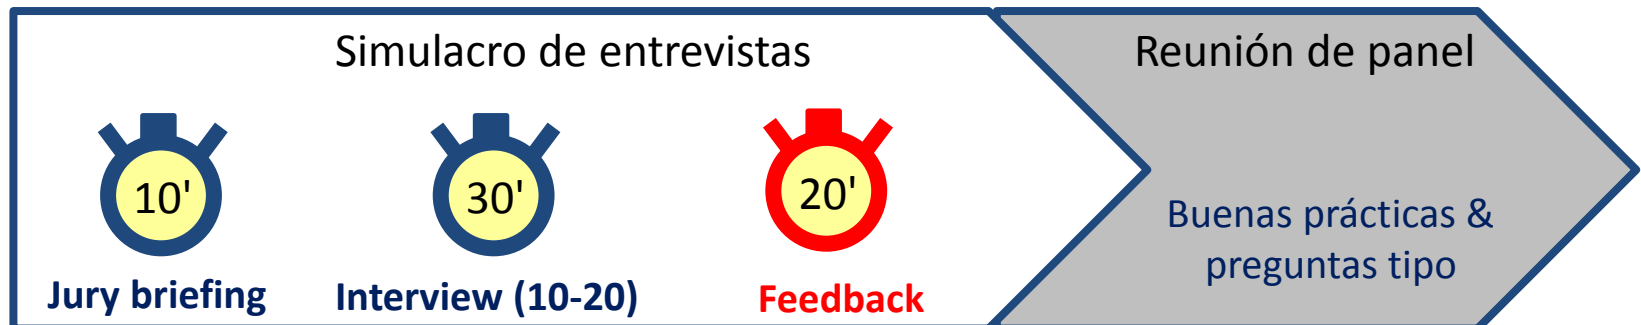 Simulacro de entrevistas
10'
30'
20'
Jury briefing
Interview (10-20)
Feedback
Reunión de panel
Buenas prácticas &
preguntas tipo